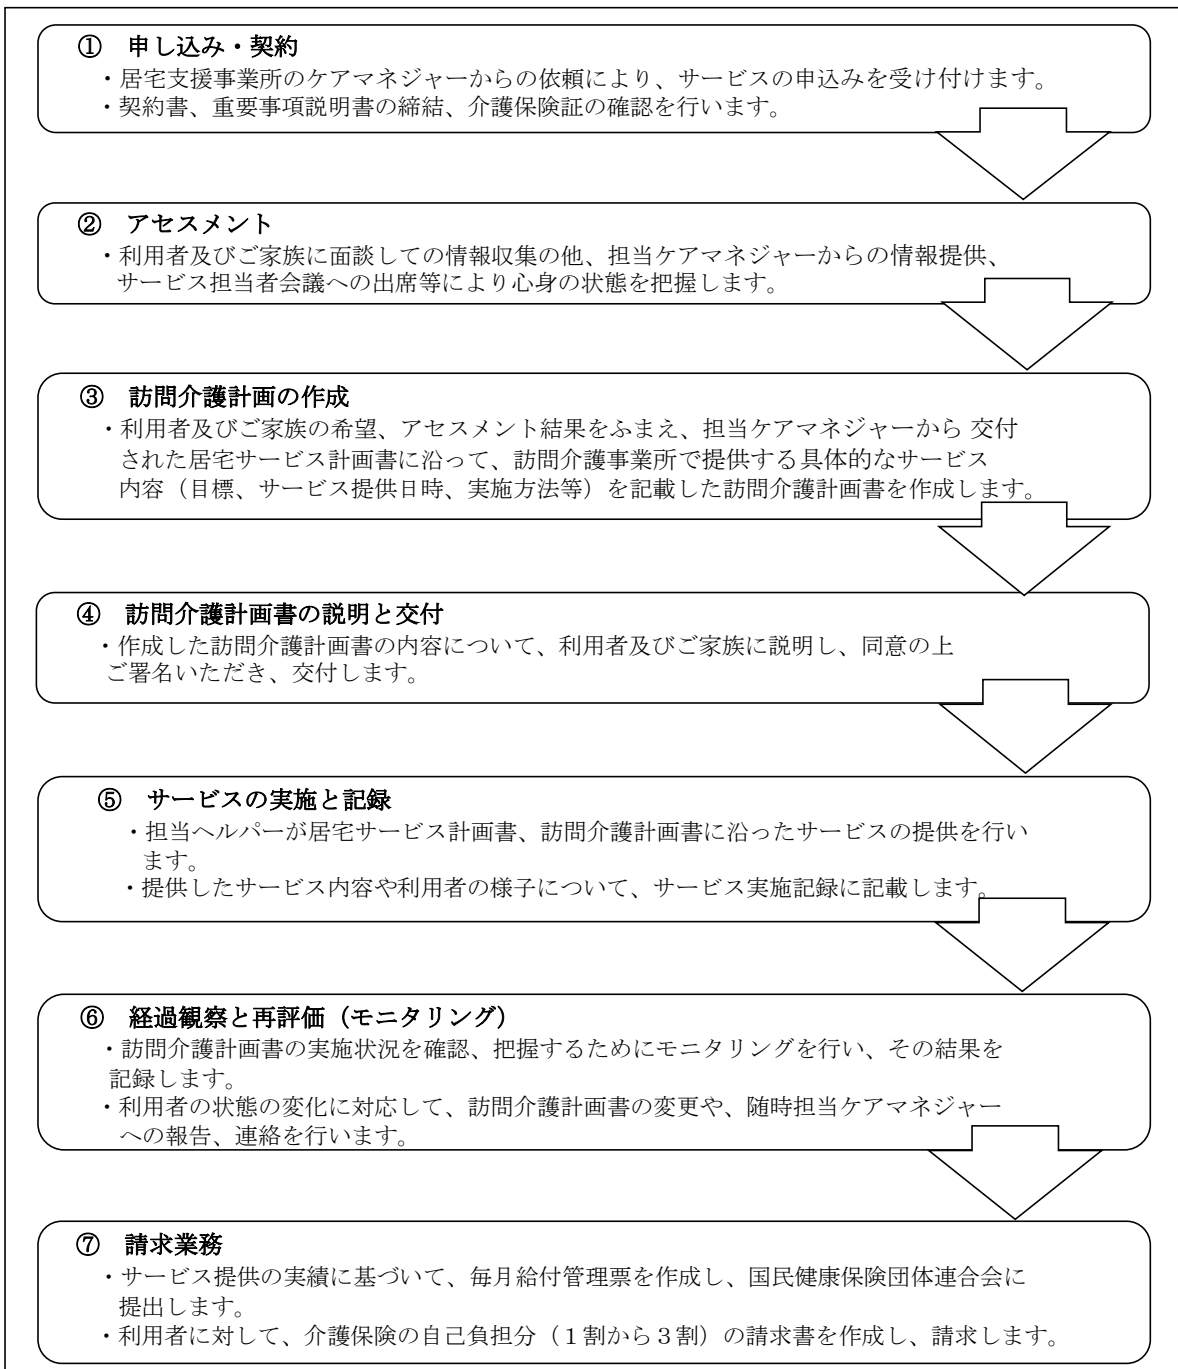 ① 申し込み・契約
・居宅支援事業所のケアマネジャーからの依頼により、サービスの申込みを受け付けます。
・契約書、重要事項説明書の締結、介護保険証の確認を行います。
② アセスメント
・利用者及びご家族に面談しての情報収集の他、担当ケアマネジャーからの情報提供、
サービス担当者会議への出席等により心身の状態を把握します。
③ 訪問介護計画の作成
・利用者及びご家族の希望、アセスメント結果をふまえ、担当ケアマネジャーから 交付
された居宅サービス計画書に沿って、訪問介護事業所で提供する具体的なサービス
内容（目標、サービス提供日時、実施方法等）を記載した訪問介護計画書を作成します。
④ 訪問介護計画書の説明と交付
・作成した訪問介護計画書の内容について、利用者及びご家族に説明し、同意の上
ご署名いただき、交付します。
⑤ サービスの実施と記録
・担当ヘルパーが居宅サービス計画書、訪問介護計画書に沿ったサービスの提供を行い
ます。
・提供したサービス内容や利用者の様子について、サービス実施記録に記載します。
⑥ 経過観察と再評価（モニタリング）
・訪問介護計画書の実施状況を確認、把握するためにモニタリングを行い、その結果を
記録します。
・利用者の状態の変化に対応して、訪問介護計画書の変更や、随時担当ケアマネジャー
への報告、連絡を行います。
⑦ 請求業務
・サービス提供の実績に基づいて、毎月給付管理票を作成し、国民健康保険団体連合会に
提出します。
・利用者に対して、介護保険の自己負担分（１割から３割）の請求書を作成し、請求します。